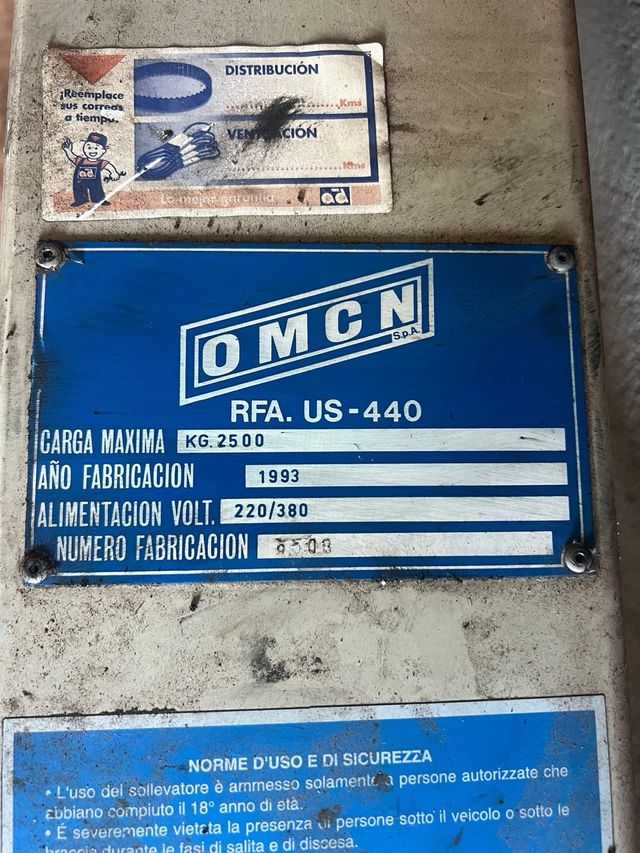 ¡Reemplace
sus correas
a tiempo.
DISTRIBUCIÓN
Kms
VENTILACIÓN
Kms
Lo mejor garantía
ad
OMCN
S.p.A.
RFA. US-440
CARGA MAXIMA KG. 2500
AÑO FABRICACION 1993
ALIMENTACION VOLT. 220/380
NUMERO FABRICACION
NORME D'USO E DI SICUREZZA
• L'uso del sollevatore è ammesso solamente a persone autorizzate che
abbiano compiuto il 18° anno di età.
• É severamente vietata la presenza di persone sotto il veicolo o sotto le
braccia durante le fasi di salita e di discesa.